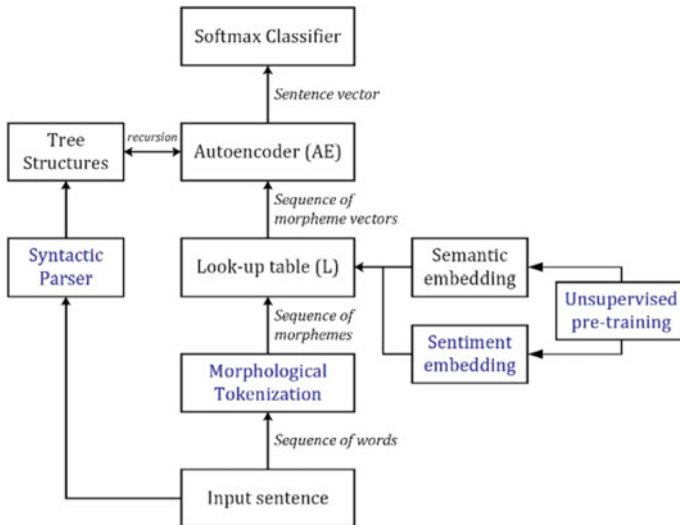 Softmax Classifier
Sentence vector
Tree
Structures
recursion
Autoencoder (AE)
Sequence of
morpheme vectors
Syntactic
Parser
Look-up table (L)
Semantic
embedding
Unsupervised
pre-training
Sequence of
morphemes
Sentiment
embedding
Morphological
Tokenization
Sequence of words
Input sentence